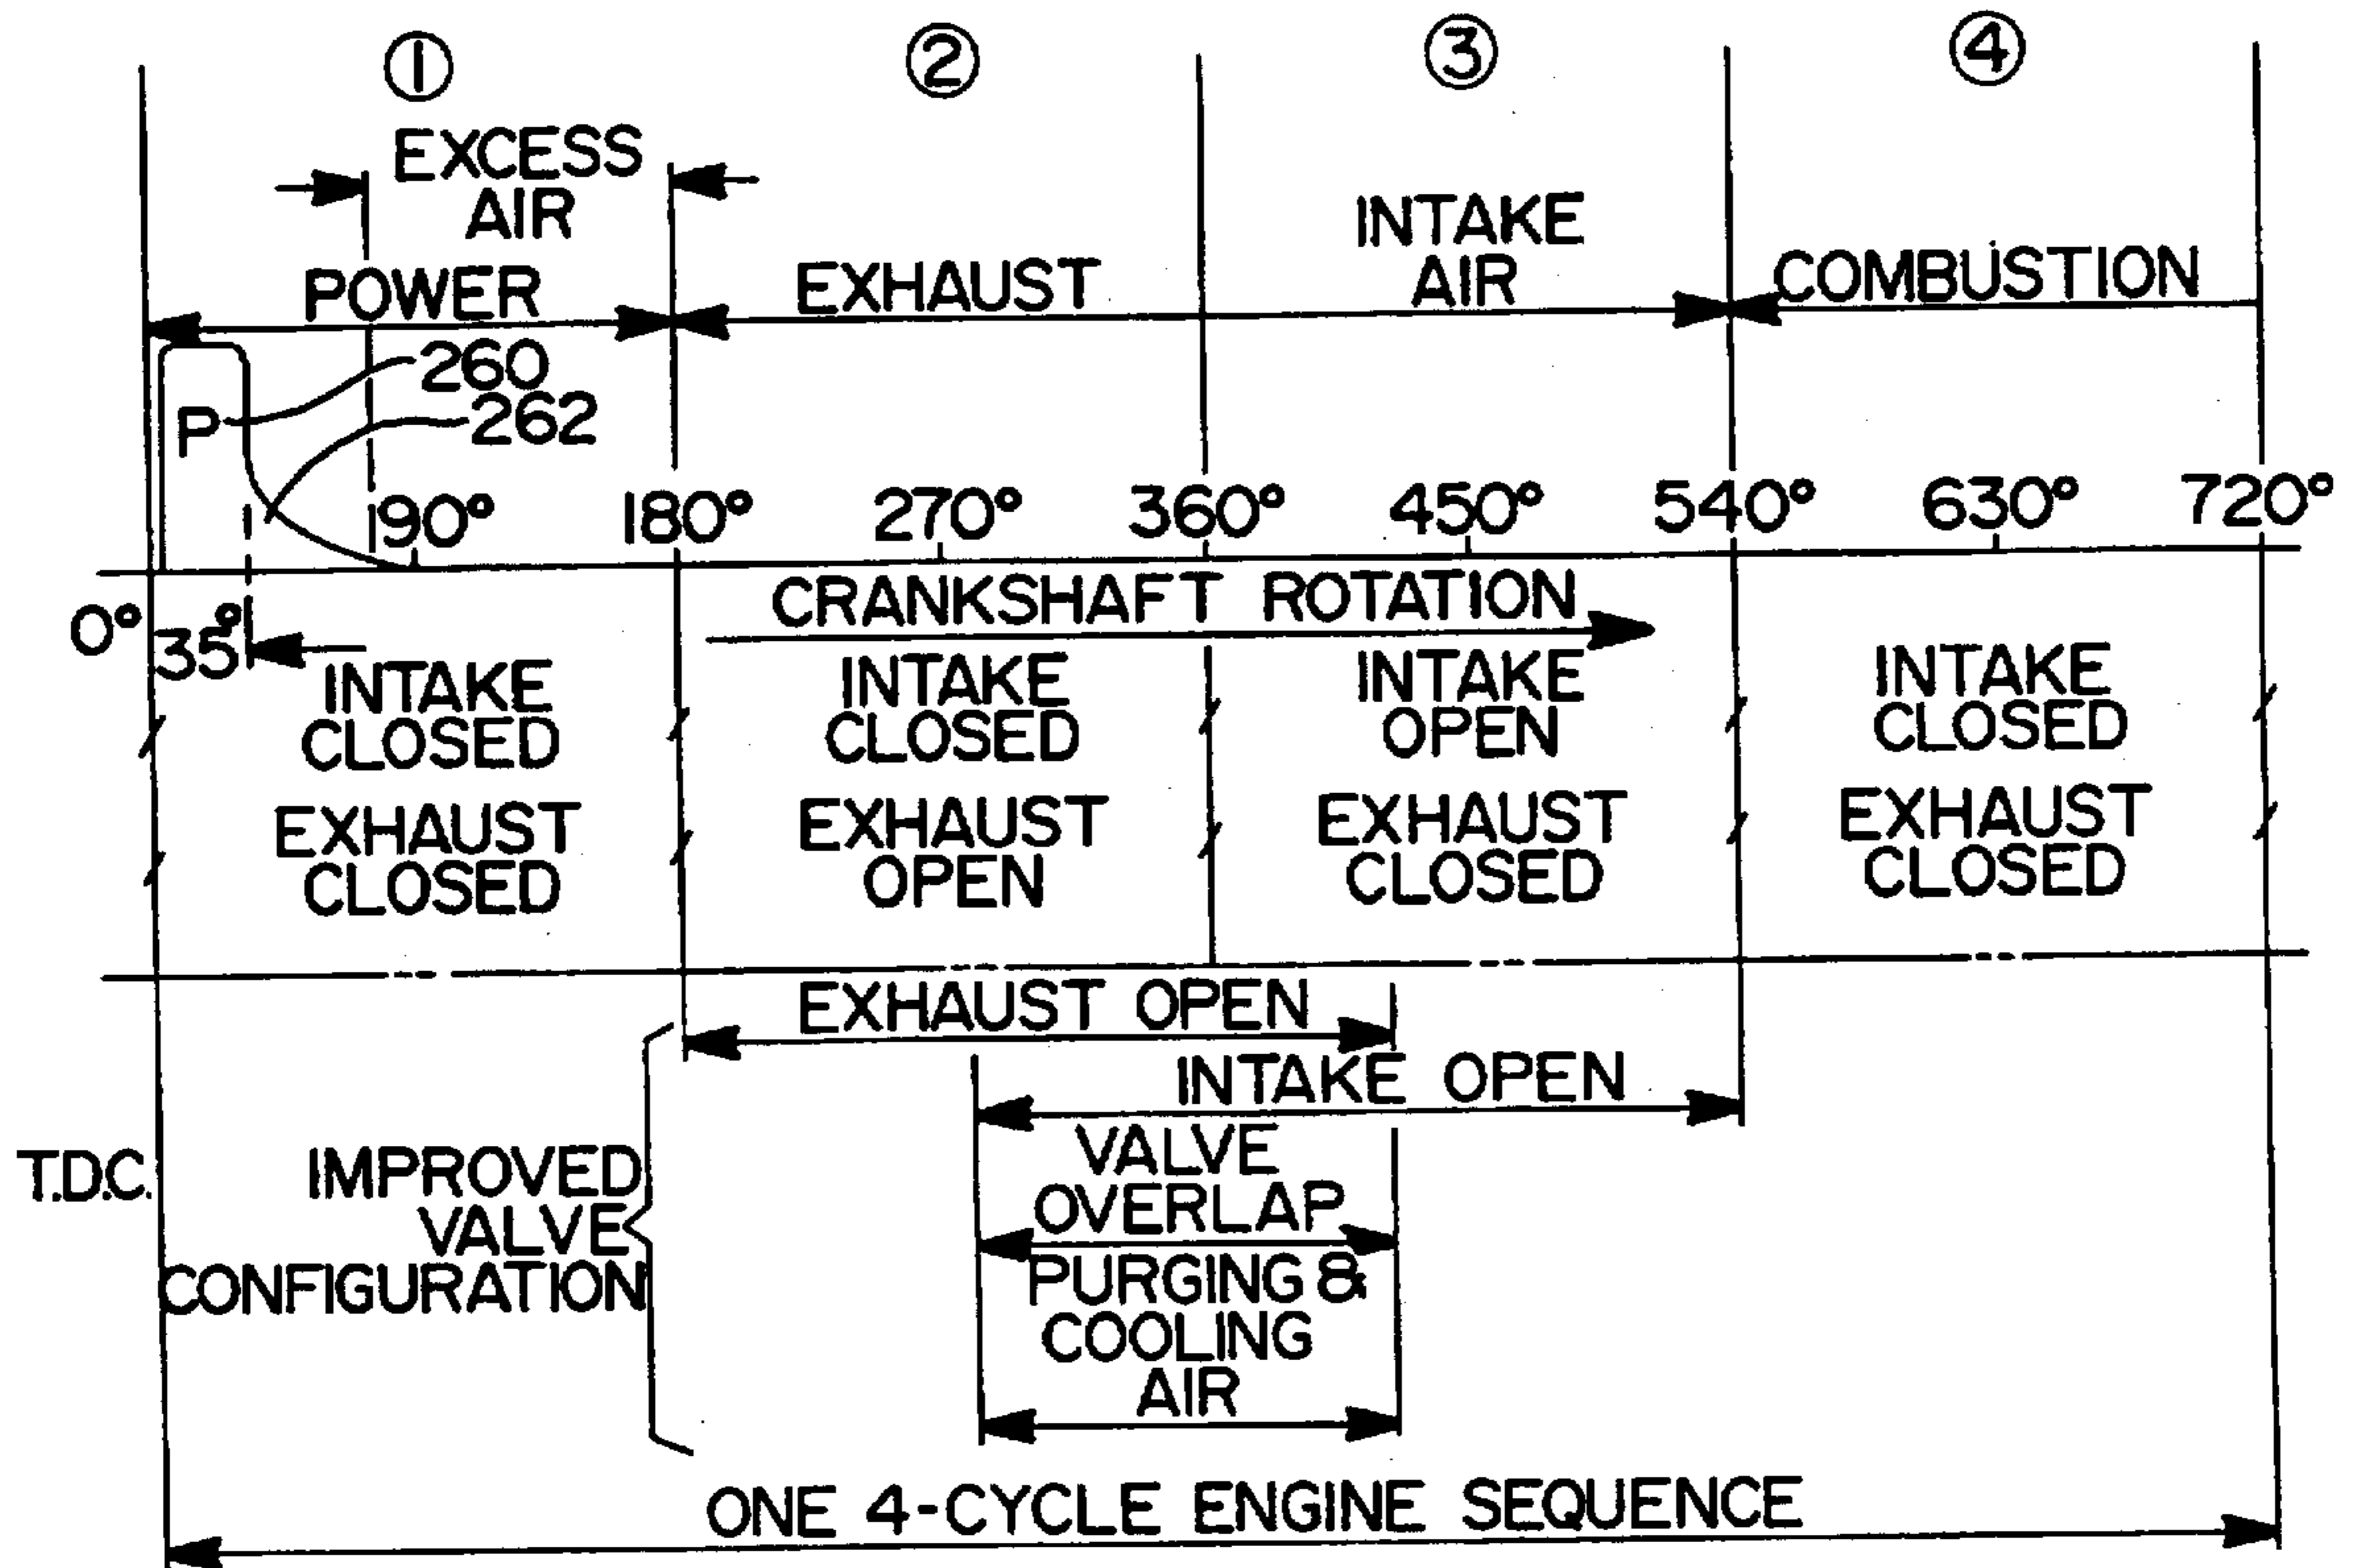 ① ② ③ ④
EXCESS
AIR
POWER
EXHAUST
INTAKE
AIR
COMBUSTION
260
P
262
90° 180° 270° 360° 450° 540° 630° 720°
CRANKSHAFT ROTATION
0° 35°
INTAKE
CLOSED
EXHAUST
CLOSED
INTAKE
CLOSED
EXHAUST
OPEN
INTAKE
OPEN
EXHAUST
CLOSED
INTAKE
CLOSED
EXHAUST
CLOSED
EXHAUST OPEN
INTAKE OPEN
T.D.C.
IMPROVED
VALVE
CONFIGURATION
VALVE
OVERLAP
PURGING &
COOLING
AIR
ONE 4-CYCLE ENGINE SEQUENCE